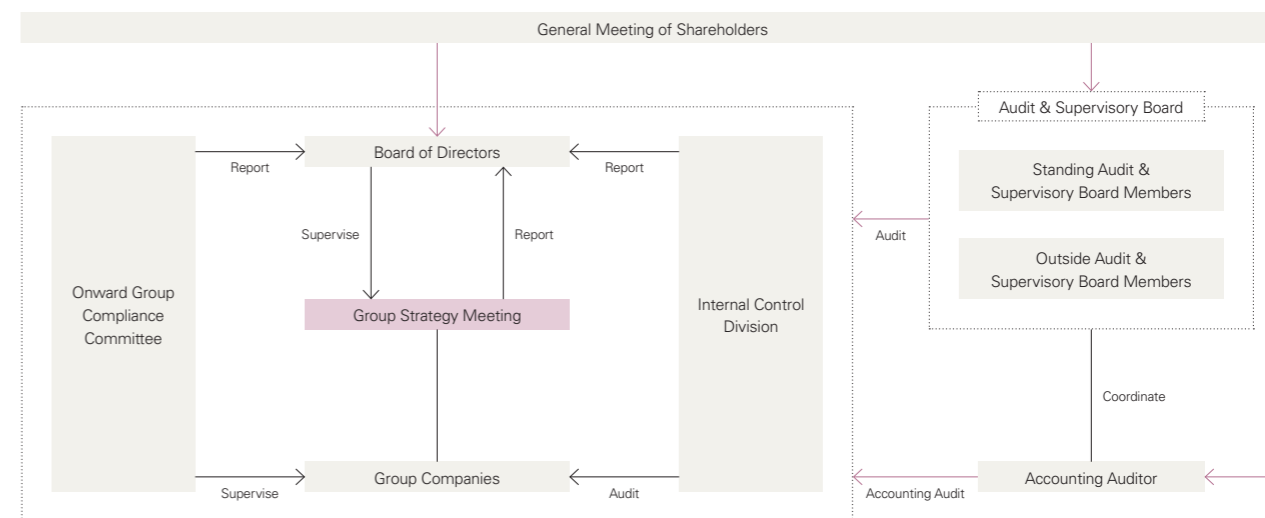 General Meeting of Shareholders
Audit & Supervisory Board
Board of Directors
Report
Report
Standing Audit &
Supervisory Board Members
Supervise
Report
Audit
Outside Audit &
Supervisory Board Members
Onward Group
Compliance
Committee
Group Strategy Meeting
Internal Control
Division
Coordinate
Group Companies
Accounting Auditor
Supervise
Audit
Accounting Audit